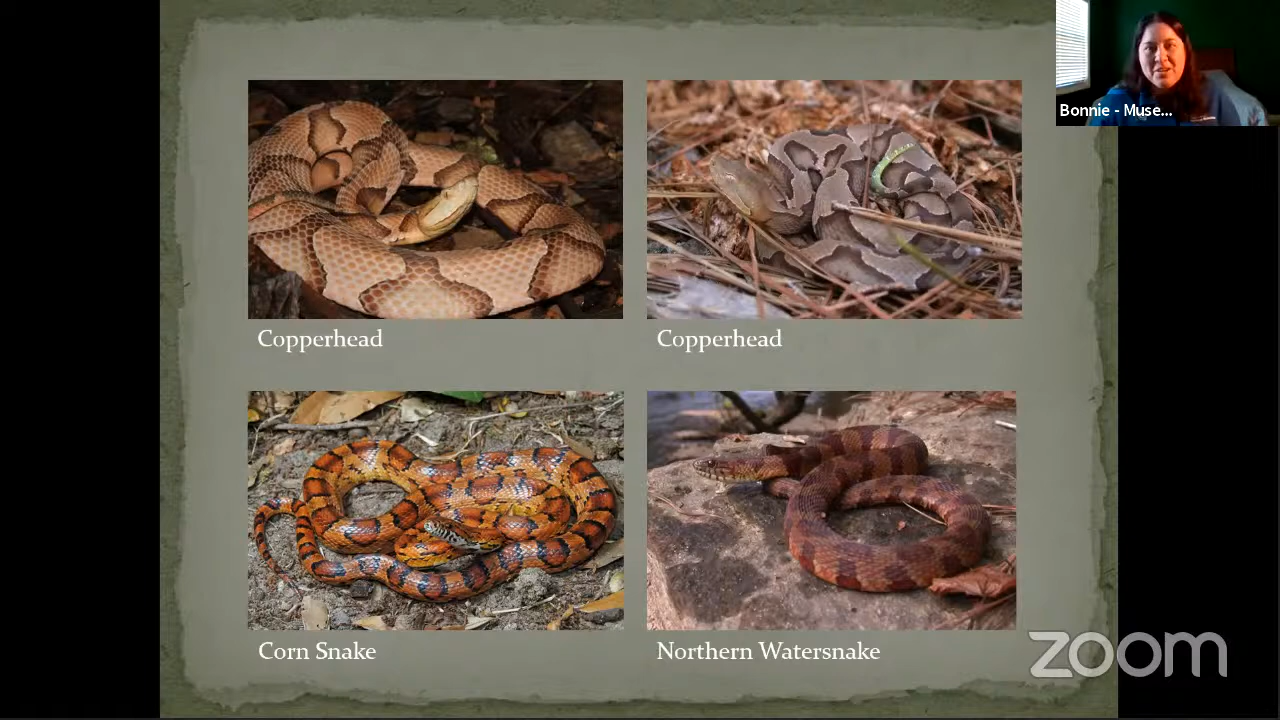 Bonnie - Muse...
Copperhead
Copperhead
Corn Snake
Northern Watersnake
zoom